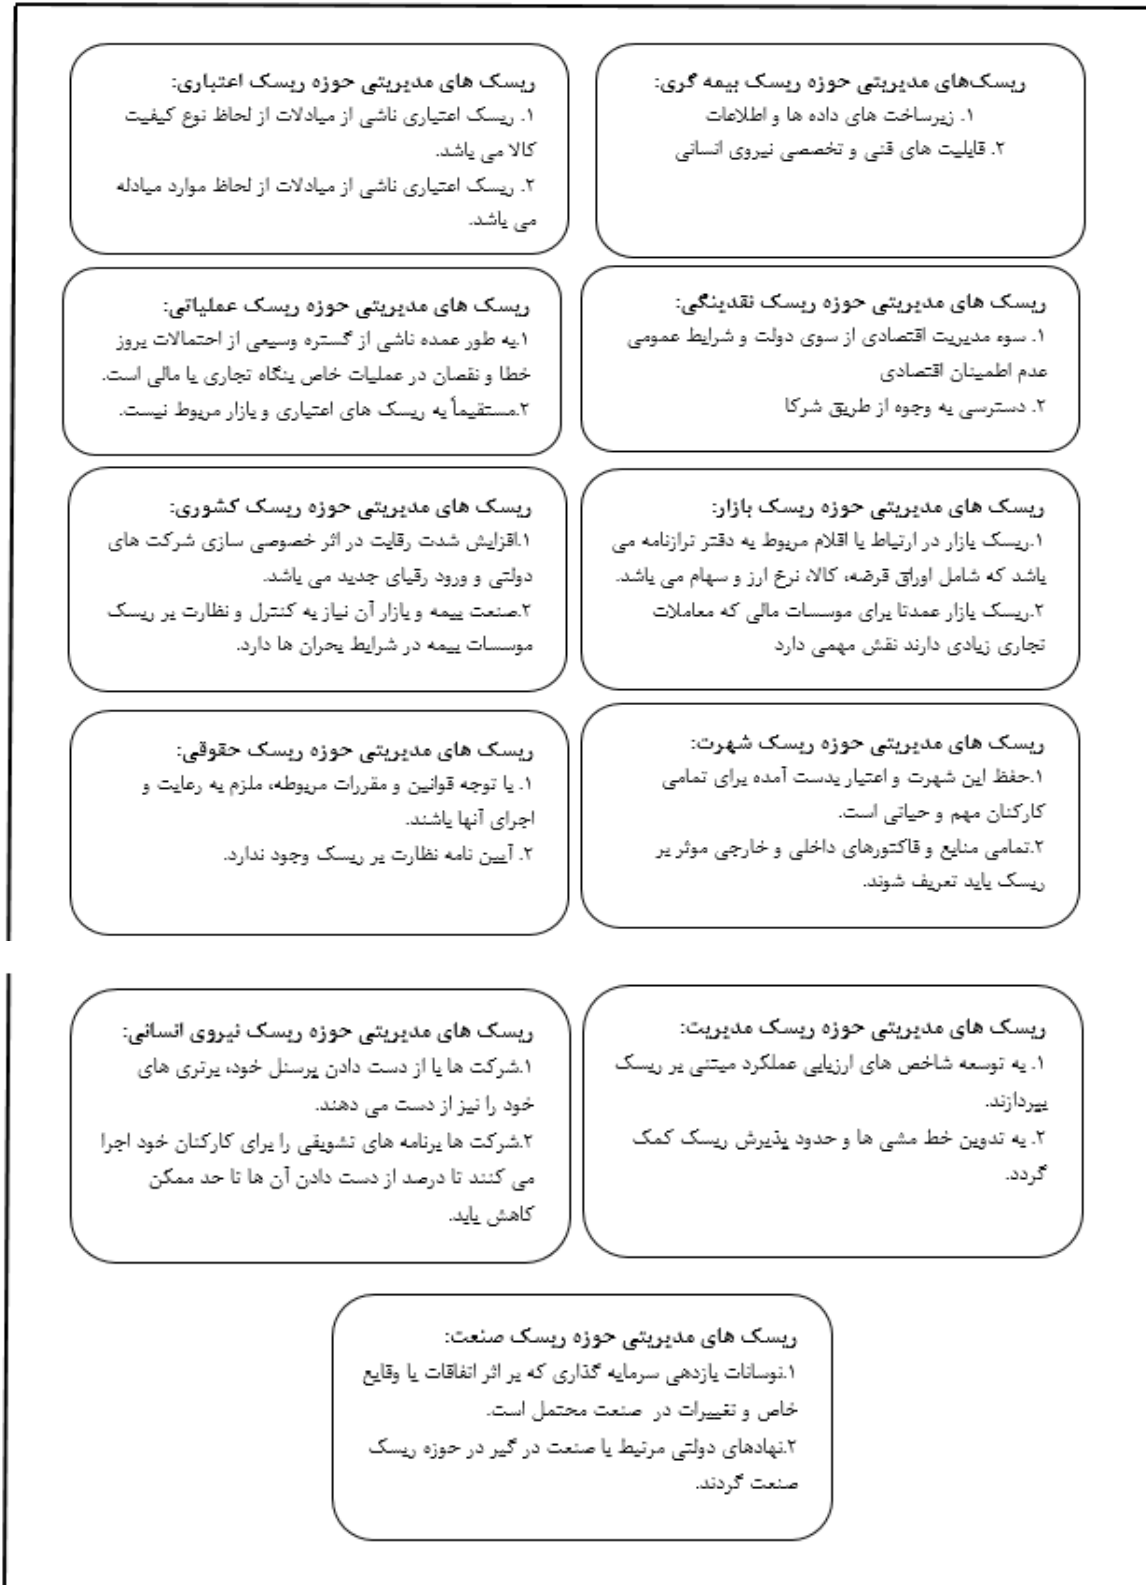 ریسک‌های مدیریتی حوزه ریسک بیمه گری:
۱. زیرساخت های داده ها و اطلاعات
۲. قابلیت های فنی و تخصصی نیروی انسانی
ریسک های مدیریتی حوزه ریسک اعتباری:
۱. ریسک اعتباری ناشی از مبادلات از لحاظ نوع کیفیت
کالا می باشد.
۲. ریسک اعتباری ناشی از مبادلات از لحاظ موارد مبادله
می باشد.
ریسک های مدیریتی حوزه ریسک نقدینگی:
۱. سوء مدیریت اقتصادی از سوی دولت و شرایط عمومی
عدم اطمینان اقتصادی
۲. دسترسی به وجوه از طریق شرکا
ریسک های مدیریتی حوزه ریسک عملیاتی:
۱.به طور عمده ناشی از گستره وسیعی از احتمالات بروز
خطا و نقصان در عملیات خاص بنگاه تجاری یا مالی است.
۲.مستقیماً به ریسک های اعتباری و بازار مربوط نیست.
ریسک های مدیریتی حوزه ریسک بازار:
۱.ریسک بازار در ارتباط با اقلام مربوط به دفتر ترازنامه می
باشد که شامل اوراق قرضه، کالا، نرخ ارز و سهام می باشد.
۲.ریسک بازار عمدتا برای موسسات مالی که معاملات
تجاری زیادی دارند نقش مهمی دارد
ریسک های مدیریتی حوزه ریسک کشوری:
۱.افزایش شدت رقابت در اثر خصوصی سازی شرکت های
دولتی و ورود رقبای جدید می باشد.
۲.صنعت بیمه و بازار آن نیاز به کنترل و نظارت بر ریسک
موسسات بیمه در شرایط بحران ها دارد.
ریسک های مدیریتی حوزه ریسک شهرت:
۱.حفظ این شهرت و اعتبار بدست آمده برای تمامی
کارکنان مهم و حیاتی است.
۲.تمامی منابع و فاکتورهای داخلی و خارجی موثر بر
ریسک باید تعریف شوند.
ریسک های مدیریتی حوزه ریسک حقوقی:
۱. با توجه قوانین و مقررات مربوطه، ملزم به رعایت و
اجرای آنها باشند.
۲. آیین نامه نظارت بر ریسک وجود ندارد.
ریسک های مدیریتی حوزه ریسک مدیریت:
۱. به توسعه شاخص های ارزیابی عملکرد مبتنی بر ریسک
بپردازند.
۲. به تدوین خط مشی ها و حدود پذیرش ریسک کمک
گردد.
ریسک های مدیریتی حوزه ریسک نیروی انسانی:
۱.شرکت ها با از دست دادن پرسنل خود، برتری های
خود را نیز از دست می دهند.
۲.شرکت ها برنامه های تشویقی را برای کارکنان خود اجرا
می کنند تا درصد از دست دادن آن ها تا حد ممکن
کاهش یابد.
ریسک های مدیریتی حوزه ریسک صنعت:
۱.نوسانات بازدهی سرمایه گذاری که بر اثر اتفاقات یا وقایع
خاص و تغییرات در صنعت محتمل است.
۲.نهادهای دولتی مرتبط با صنعت در گیر در حوزه ریسک
صنعت گردند.